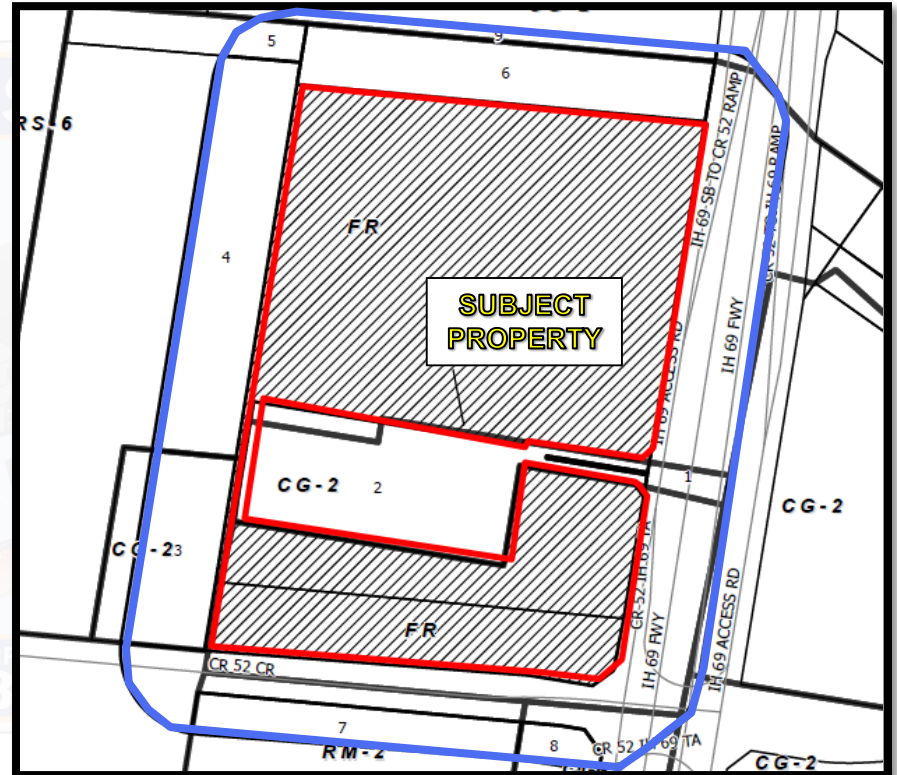 5
9
6
RS-6
IH 69 SB TO CR 52 RAMP
FR
4
SUBJECT
PROPERTY
IH 69 FWY
IH 69 ACCESS RD
1
CG-2
2
CG-2
CG-2
3
CR 52 IH 69 TA
IH 69 FWY
IH 69 ACCESS RD
FR
CR 52 CR
7
RM-2
8
CR 52 IH 69 TA
CG-2